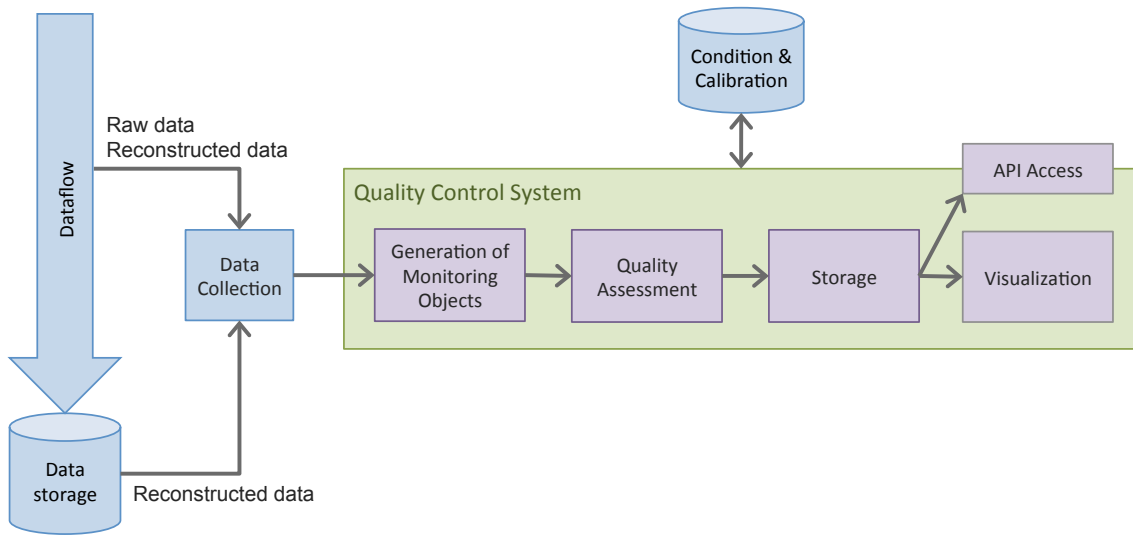 Condition &
Calibration
Raw data
Reconstructed data
Dataflow
API Access
Quality Control System
Data
Collection
Generation of
Monitoring
Objects
Quality
Assessment
Storage
Visualization
Data
storage
Reconstructed data